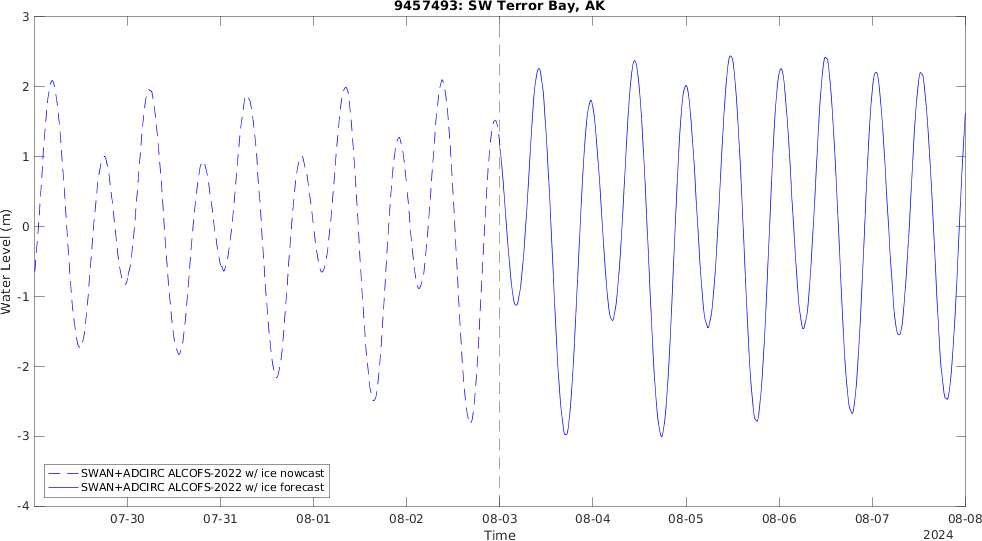 9457493: SW Terror Bay, AK
3
2
1
0
-1
-2
-3
-4
Water Level (m)
SWAN+ADCIRC ALCOFS-2022 w/ ice nowcast
SWAN+ADCIRC ALCOFS-2022 w/ ice forecast
07-30 07-31 08-01 08-02 08-03 08-04 08-05 08-06 08-07 08-08
Time
2024